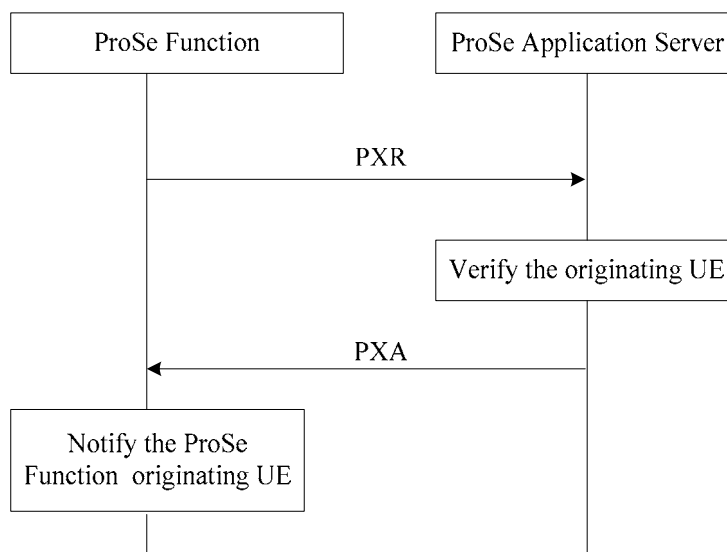 ProSe Function
ProSe Application Server
PXR
Verify the originating UE
PXA
Notify the ProSe
Function originating UE